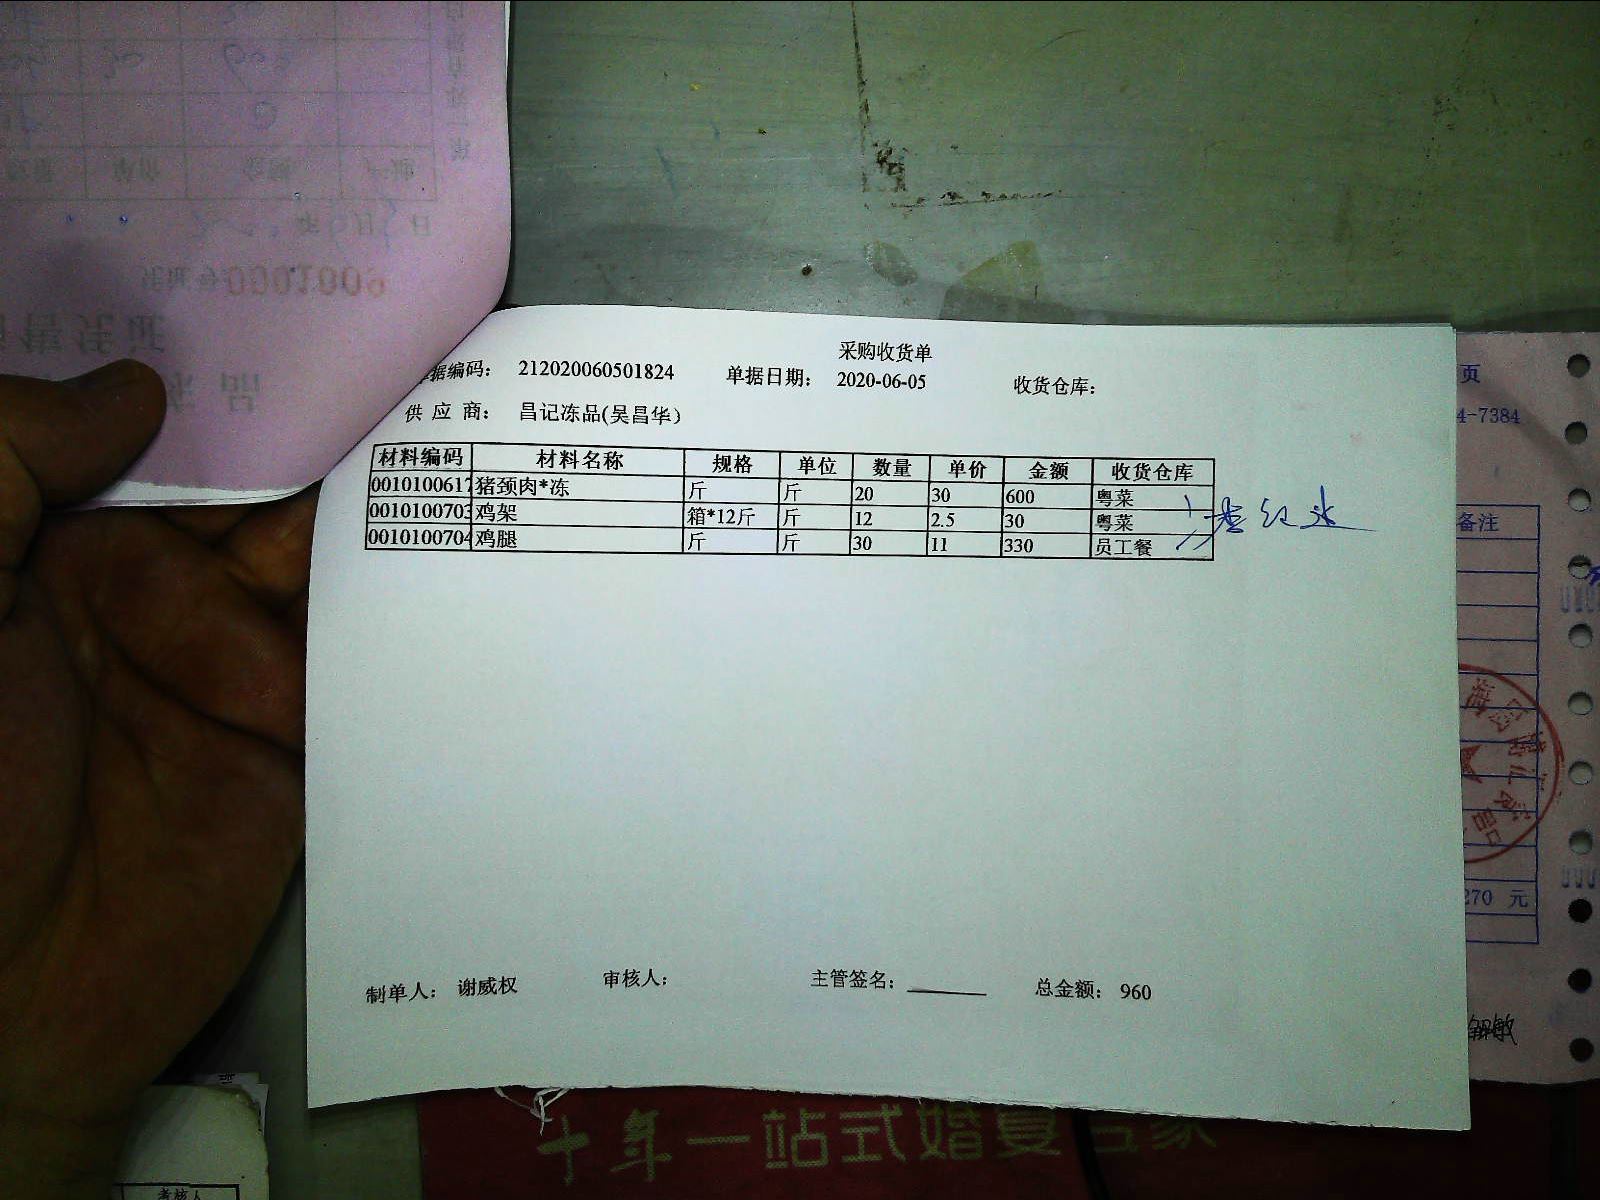 采购收货单
据编码: 212020060501824 单据日期: 2020-06-05 收货仓库:
供应商: 昌记冻品(吴昌华)
材料编码 材料名称 规格 单位 数量 单价 金额 收货仓库
0010100617 猪颈肉*冻 斤 斤 20 30 600 粤菜
0010100703 鸡架 箱*12斤 斤 12 2.5 30 粤菜
0010100704 鸡腿 斤 斤 30 11 330 员工餐
制单人: 谢威权 审核人: 主管签名: 总金额: 960
页
4-7384
备注
270 元
十年一站式婚宴专家
考核人